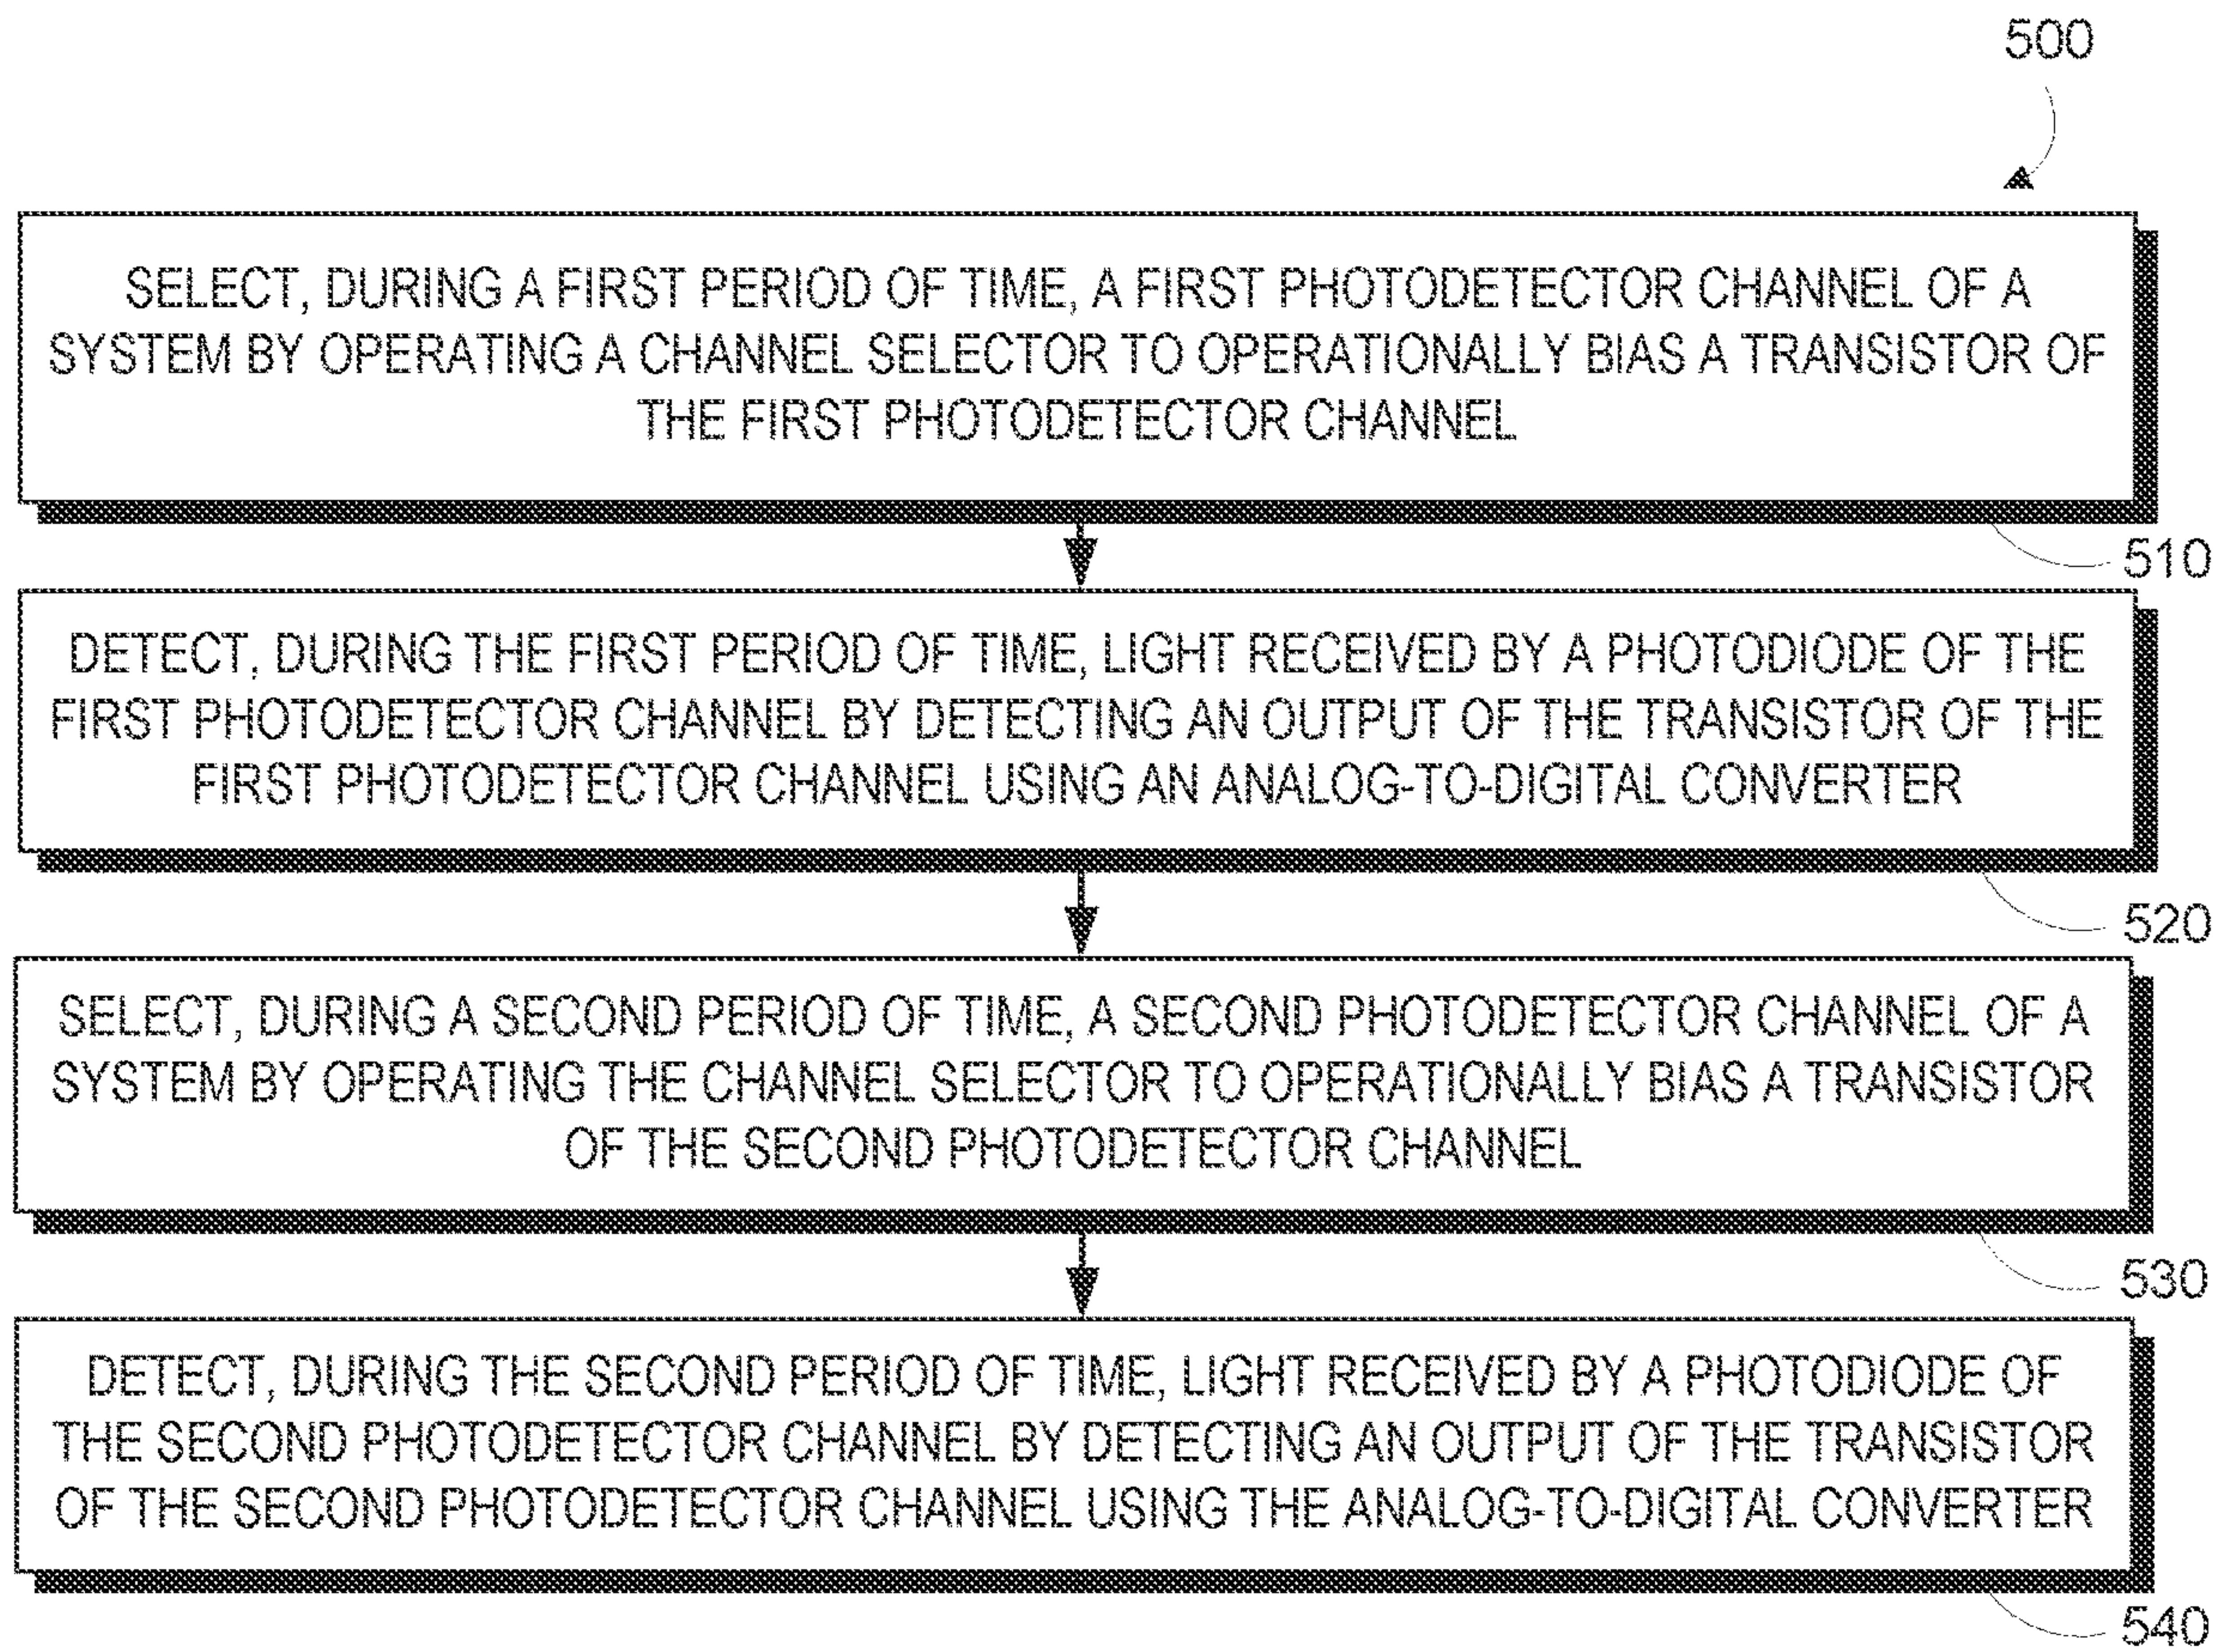 500
SELECT, DURING A FIRST PERIOD OF TIME, A FIRST PHOTODETECTOR CHANNEL OF A
SYSTEM BY OPERATING A CHANNEL SELECTOR TO OPERATIONALLY BIAS A TRANSISTOR OF
THE FIRST PHOTODETECTOR CHANNEL
510
DETECT, DURING THE FIRST PERIOD OF TIME, LIGHT RECEIVED BY A PHOTODIODE OF THE
FIRST PHOTODETECTOR CHANNEL BY DETECTING AN OUTPUT OF THE TRANSISTOR OF THE
FIRST PHOTODETECTOR CHANNEL USING AN ANALOG-TO-DIGITAL CONVERTER
520
SELECT, DURING A SECOND PERIOD OF TIME, A SECOND PHOTODETECTOR CHANNEL OF A
SYSTEM BY OPERATING THE CHANNEL SELECTOR TO OPERATIONALLY BIAS A TRANSISTOR
OF THE SECOND PHOTODETECTOR CHANNEL
530
DETECT, DURING THE SECOND PERIOD OF TIME, LIGHT RECEIVED BY A PHOTODIODE OF
THE SECOND PHOTODETECTOR CHANNEL BY DETECTING AN OUTPUT OF THE TRANSISTOR
OF THE SECOND PHOTODETECTOR CHANNEL USING THE ANALOG-TO-DIGITAL CONVERTER
540